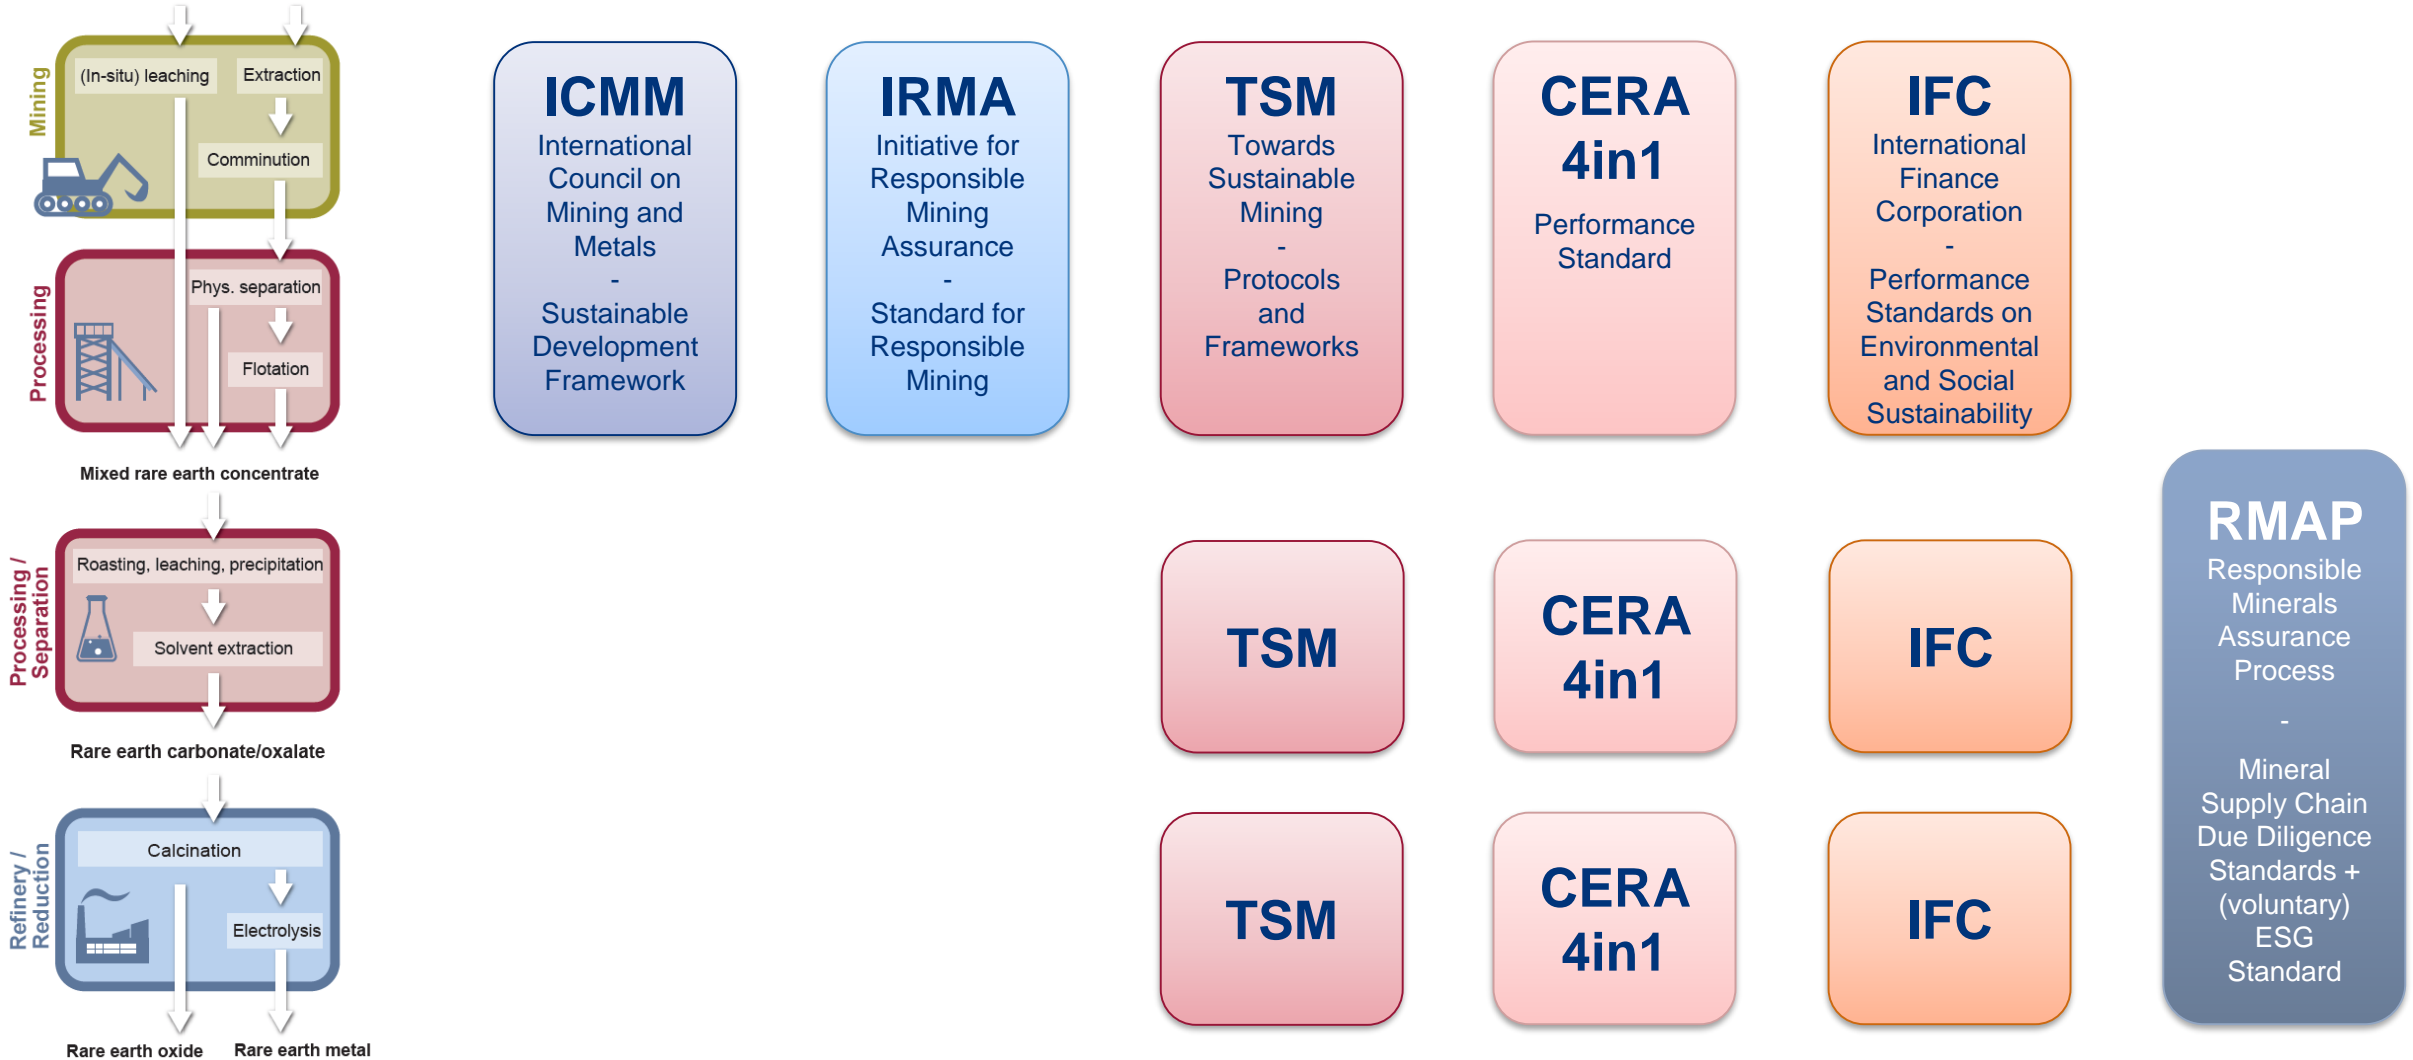 Mining
(In-situ) leaching
Extraction
Comminution
Processing
Phys. separation
Flotation
Mixed rare earth concentrate
Processing /
Separation
Roasting, leaching, precipitation
Solvent extraction
Rare earth carbonate/oxalate
Refinery /
Reduction
Calcination
Electrolysis
Rare earth oxide
Rare earth metal
ICMM
International
Council on
Mining and
Metals
-
Sustainable
Development
Framework
IRMA
Initiative for
Responsible
Mining
Assurance
-
Standard for
Responsible
Mining
TSM
Towards
Sustainable
Mining
-
Protocols
and
Frameworks
CERA
4in1
Performance
Standard
IFC
International
Finance
Corporation
-
Performance
Standards on
Environmental
and Social
Sustainability
TSM
CERA
4in1
IFC
TSM
CERA
4in1
IFC
RMAP
Responsible
Minerals
Assurance
Process
-
Mineral
Supply Chain
Due Diligence
Standards +
(voluntary)
ESG
Standard